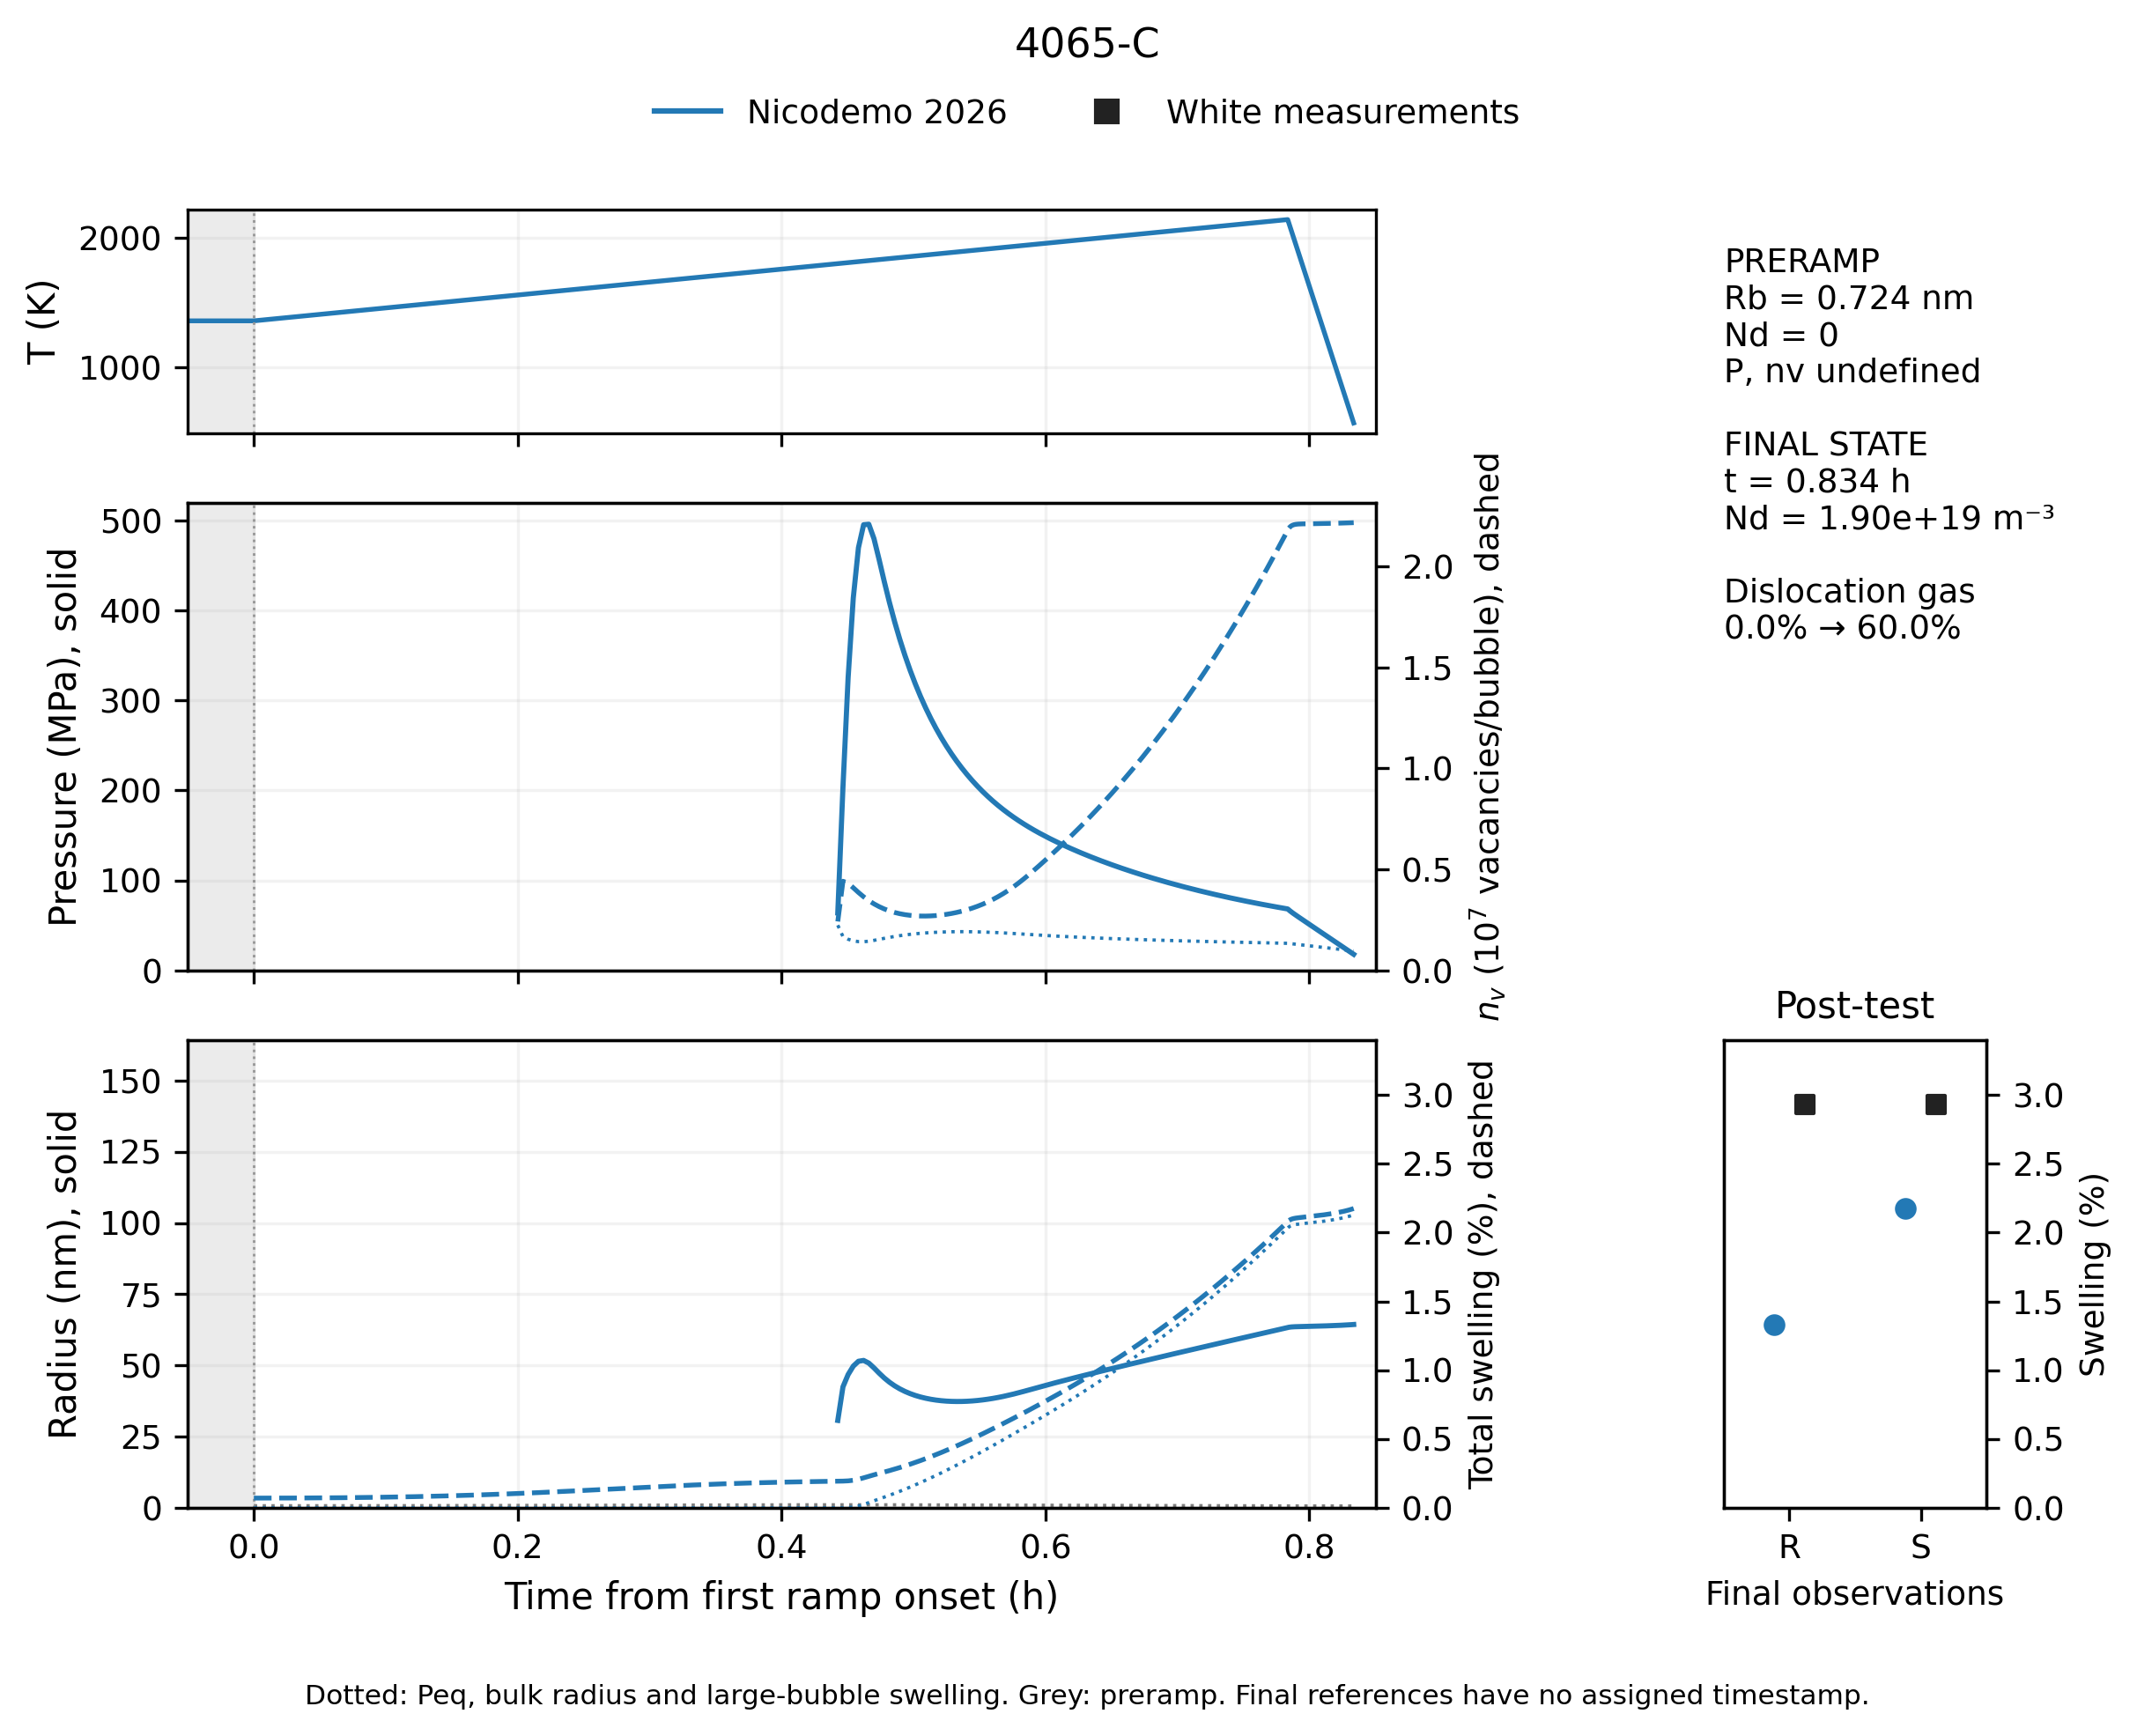 4065-C
Nicodemo 2026
White measurements
T (K)
2000
1000
PRERAMP
Rb = 0.724 nm
Nd = 0
P, nv undefined
FINAL STATE
t = 0.834 h
Nd = 1.90e+19 m⁻³
Dislocation gas
0.0% → 60.0%
Pressure (MPa), solid
500
400
300
200
100
0
2.0
1.5
1.0
0.5
0.0
n_v (10^7 vacancies/bubble), dashed
Radius (nm), solid
150
125
100
75
50
25
0
3.0
2.5
2.0
1.5
1.0
0.5
0.0
Total swelling (%), dashed
0.0 0.2 0.4 0.6 0.8
Time from first ramp onset (h)
Post-test
3.0
2.5
2.0
1.5
1.0
0.5
0.0
Swelling (%)
R S
Final observations
Dotted: Peq, bulk radius and large-bubble swelling. Grey: preramp. Final references have no assigned timestamp.